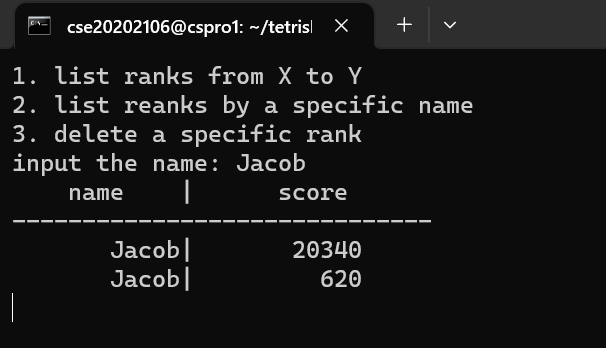 cse20202106@cspro1: ~/tetris
1. list ranks from X to Y
2. list reanks by a specific name
3. delete a specific rank
input the name: Jacob
name | score
------------------------------
Jacob| 20340
Jacob| 620